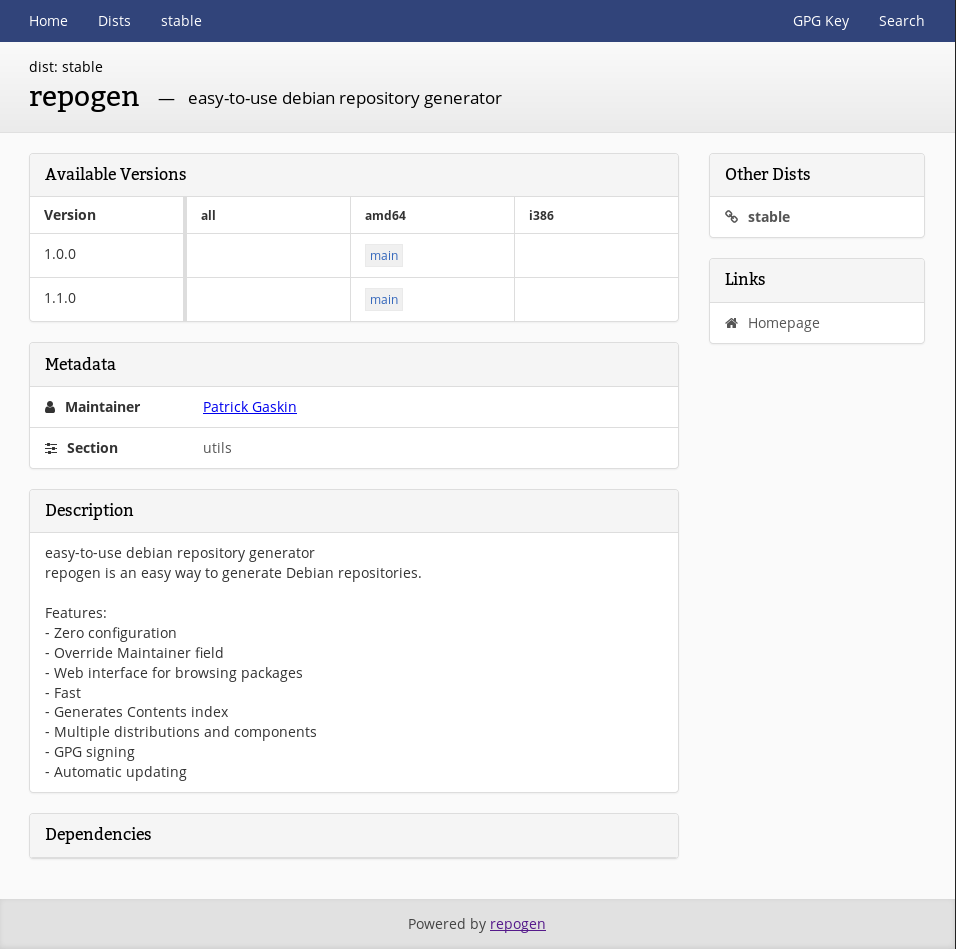 Home Dists stable GPG Key Search
dist: stable
repogen — easy-to-use debian repository generator
Available Versions
Version all amd64 i386
1.0.0 main
1.1.0 main
Metadata
Maintainer Patrick Gaskin
Section utils
Description
easy-to-use debian repository generator
repogen is an easy way to generate Debian repositories.
Features:
- Zero configuration
- Override Maintainer field
- Web interface for browsing packages
- Fast
- Generates Contents index
- Multiple distributions and components
- GPG signing
- Automatic updating
Dependencies
Other Dists
stable
Links
Homepage
Powered by repogen